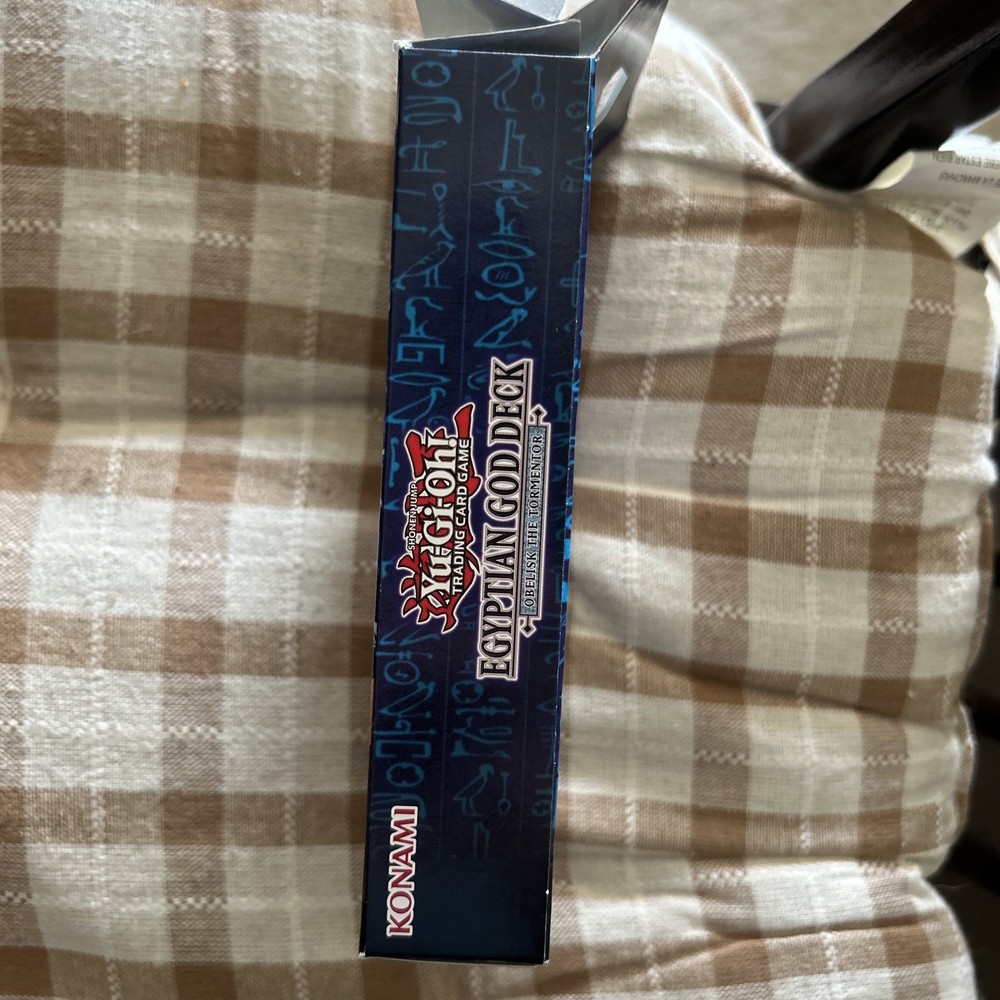 SHONEN JUMP
Yu-Gi-Oh!
TRADING CARD GAME
EGYPTIAN GOD DECK
OBELISK THE TORMENTOR
KONAMI